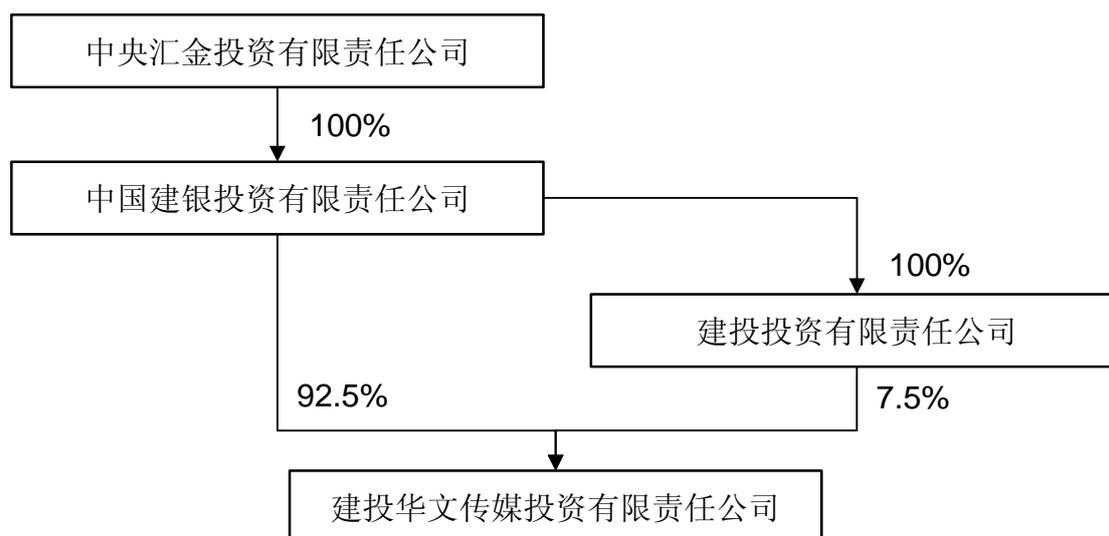 中央汇金投资有限责任公司
100%
中国建银投资有限责任公司
100%
建投投资有限责任公司
92.5%
7.5%
建投华文传媒投资有限责任公司